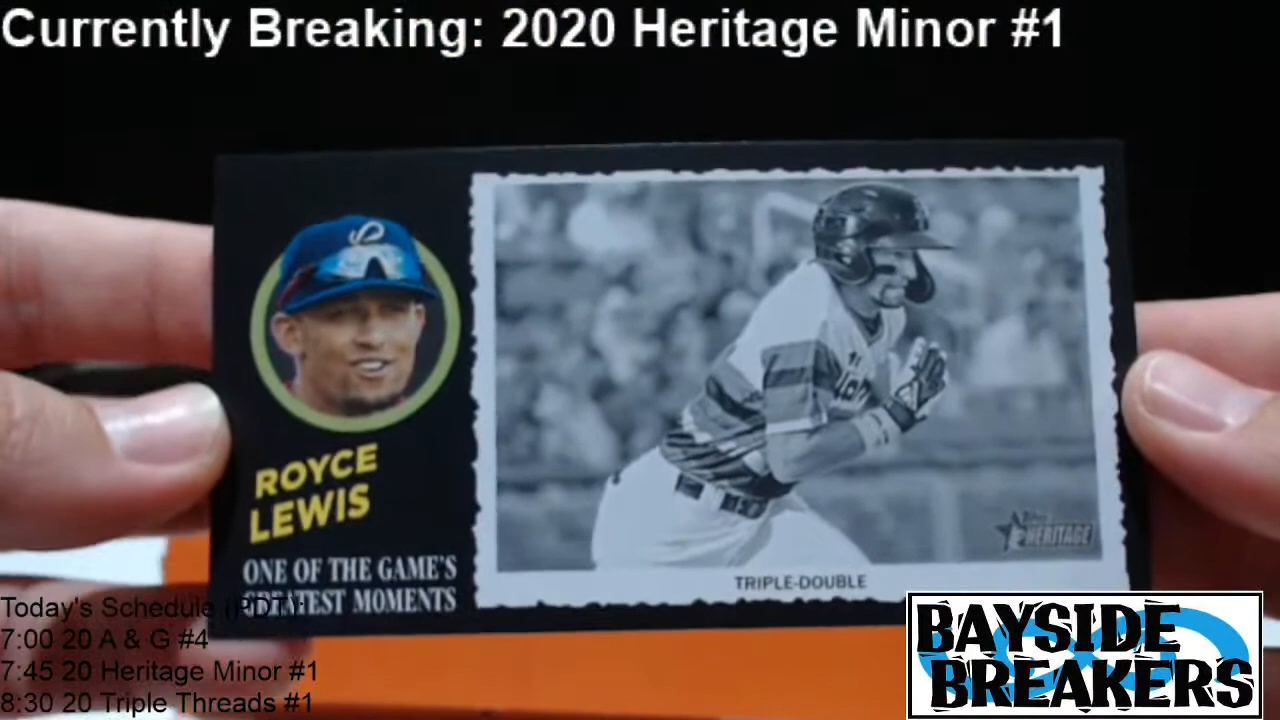 Currently Breaking: 2020 Heritage Minor #1
ROYCE
LEWIS
ONE OF THE GAME'S
GREATEST MOMENTS
TRIPLE-DOUBLE
HERITAGE
Today's Schedule (PDT):
7:00 20 A & G #4
7:45 20 Heritage Minor #1
8:30 20 Triple Threads #1
BAYSIDE
BREAKERS